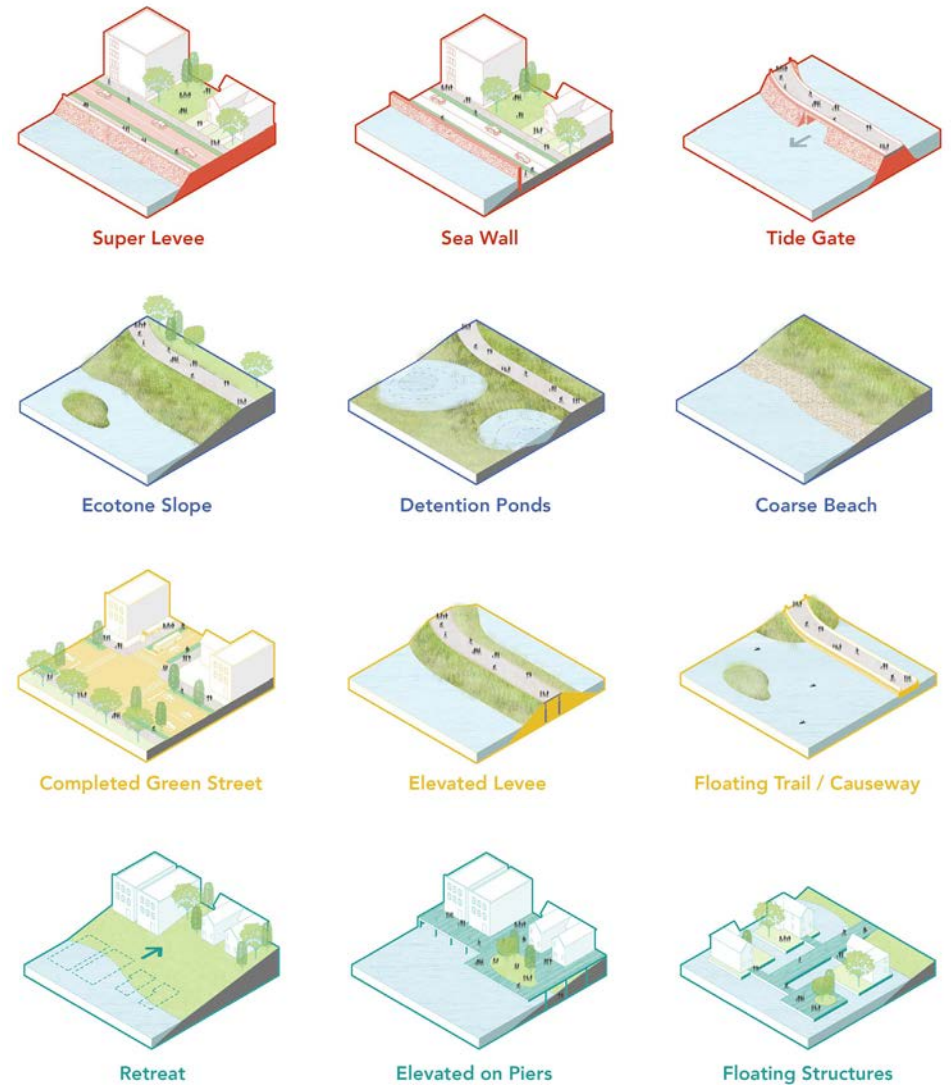 Super Levee
Sea Wall
Tide Gate
Ecotone Slope
Detention Ponds
Coarse Beach
Completed Green Street
Elevated Levee
Floating Trail / Causeway
Retreat
Elevated on Piers
Floating Structures